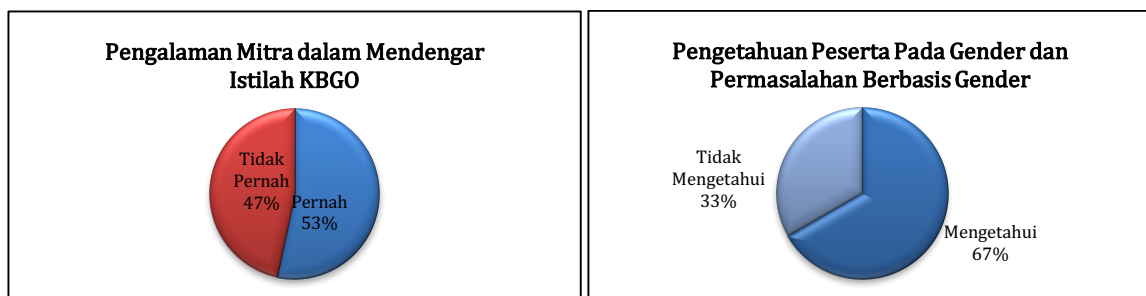 Pengalaman Mitra dalam Mendengar
Istilah KBGO
Tidak
Pernah
47%
Pernah
53%
Pengetahuan Peserta Pada Gender dan
Permasalahan Berbasis Gender
Tidak
Mengetahui
33%
Mengetahui
67%